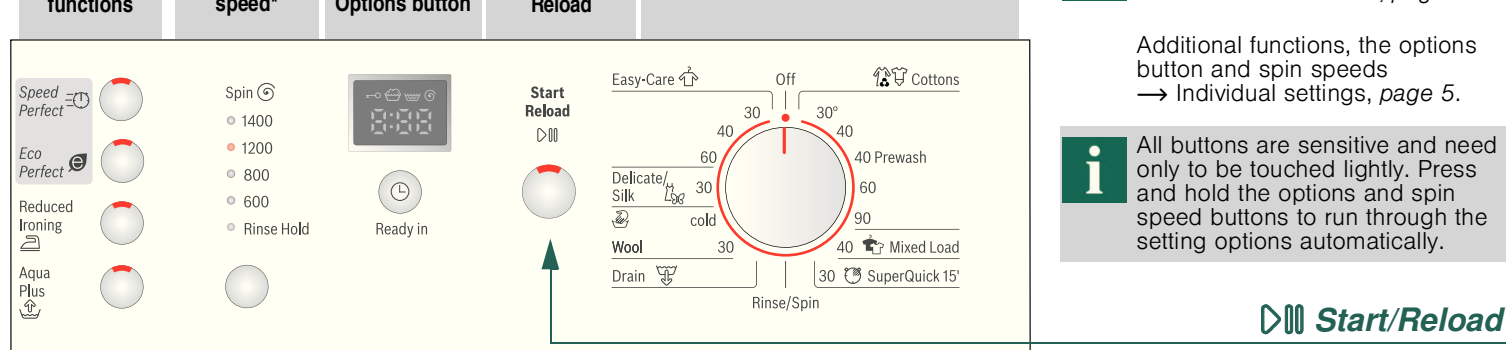 functions
speed*
Options button
Reload
Speed
Perfect
Eco
Perfect
Reduced
Ironing
Aqua
Plus
Spin
1400
1200
800
600
Rinse Hold
8:88
Ready in
Start
Reload
Easy-Care
Off
Cottons
30
30°
40
40
60
40 Prewash
Delicate/
Silk
30
60
cold
90
Wool
30
40
Mixed Load
Drain
30
SuperQuick 15'
Rinse/Spin
Additional functions, the options
button and spin speeds
→ Individual settings, page 5.
i
All buttons are sensitive and need
only to be touched lightly. Press
and hold the options and spin
speed buttons to run through the
setting options automatically.
Start/Reload